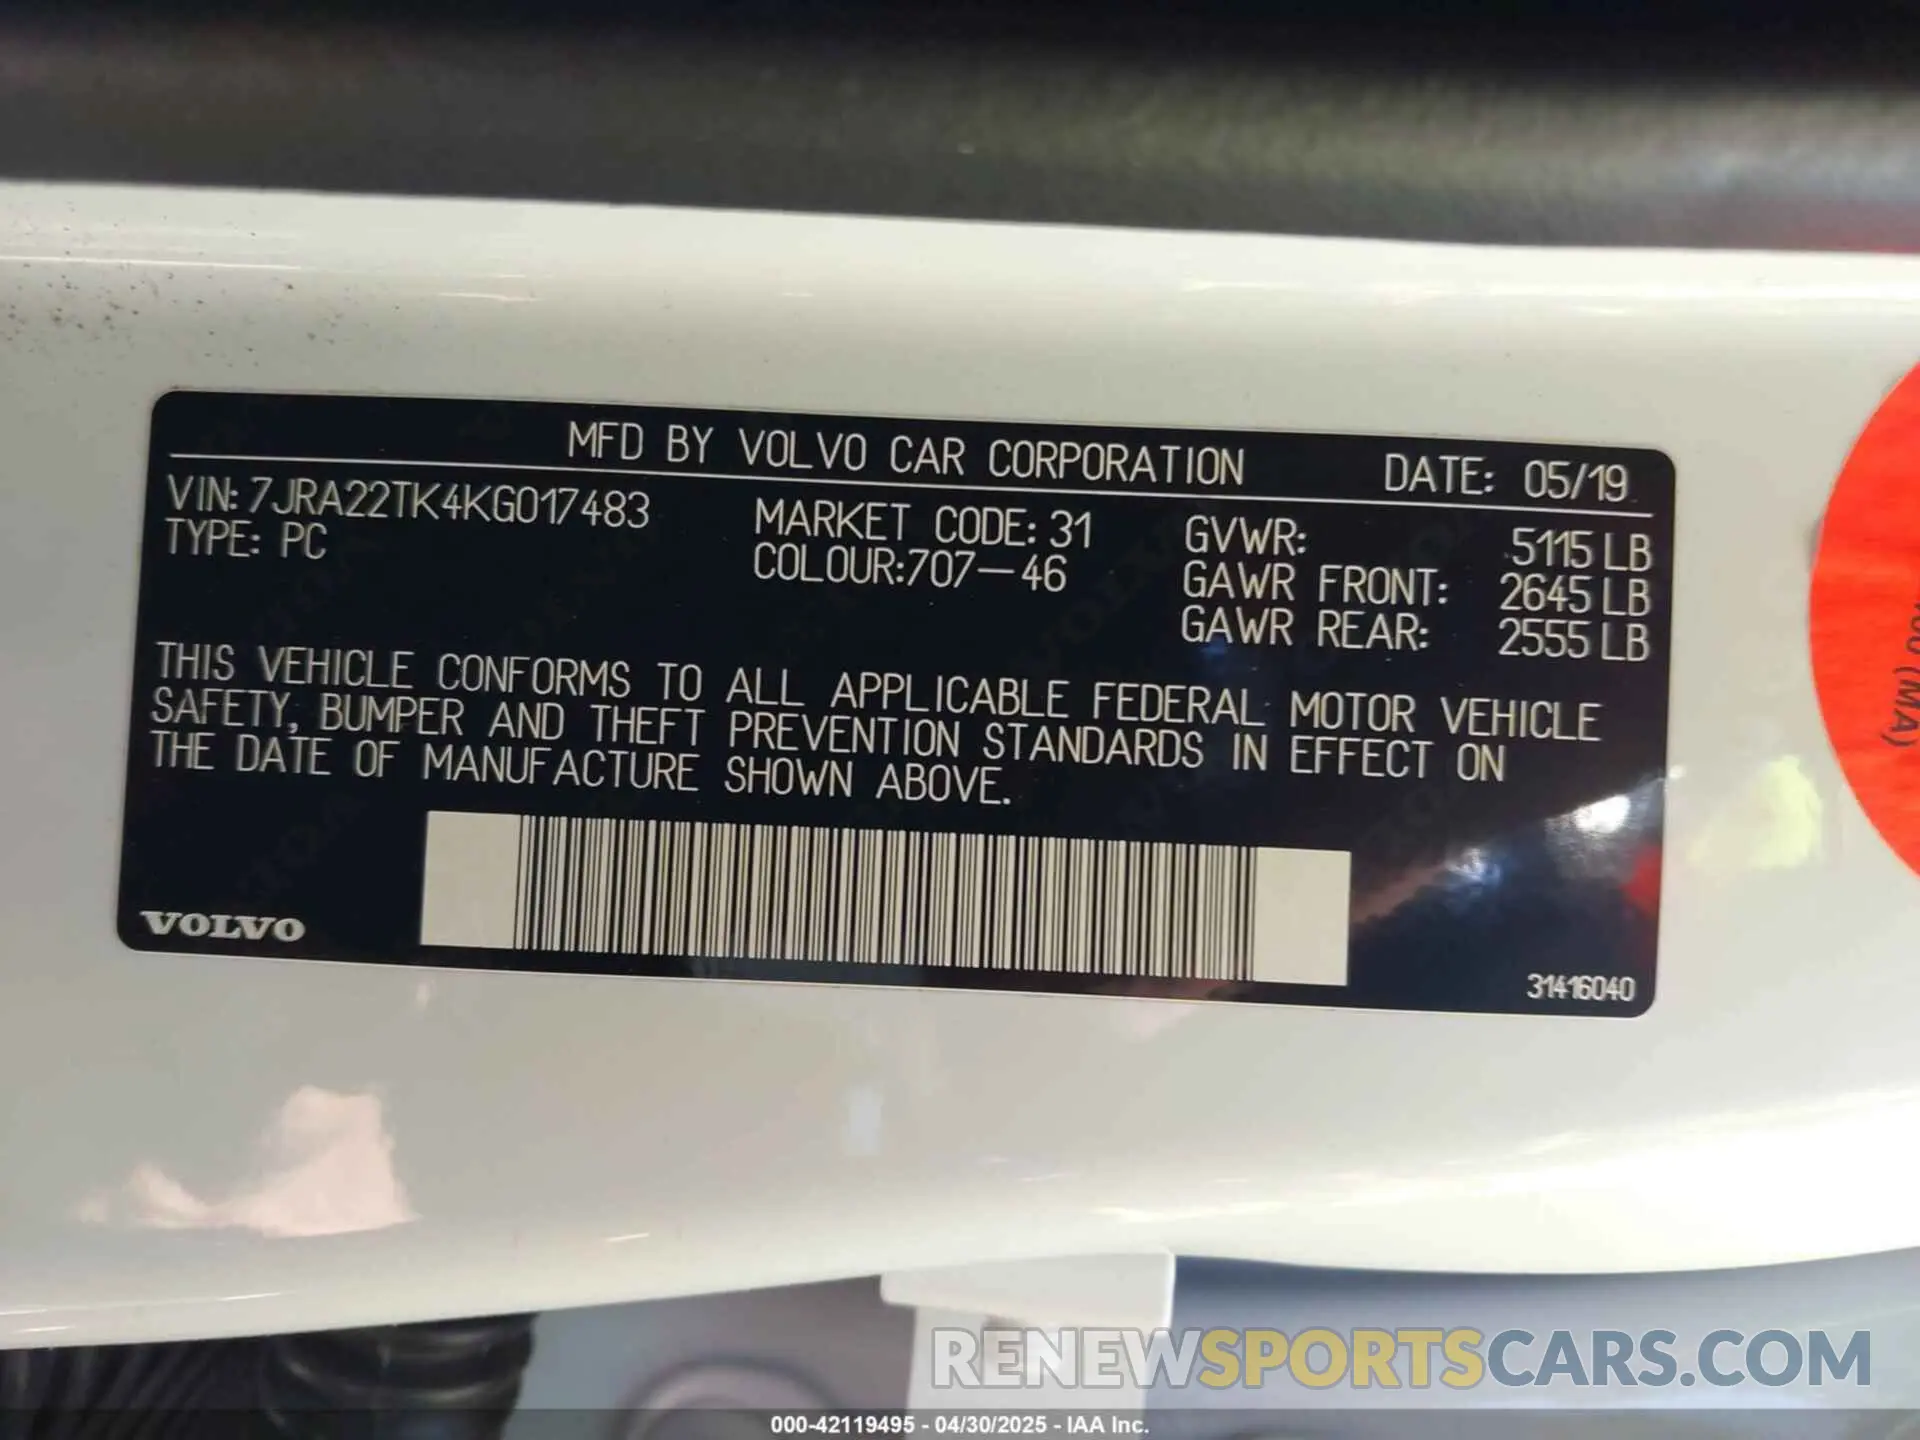 MFD BY VOLVO CAR CORPORATION DATE: 05/19
VIN: 7JRA22TK4KG017483 MARKET CODE: 31 GVWR: 5115 LB
TYPE: PC COLOUR:707-46 GAWR FRONT: 2645 LB
GAWR REAR: 2555 LB
THIS VEHICLE CONFORMS TO ALL APPLICABLE FEDERAL MOTOR VEHICLE
SAFETY, BUMPER AND THEFT PREVENTION STANDARDS IN EFFECT ON
THE DATE OF MANUFACTURE SHOWN ABOVE.
VOLVO
31416040
(MA)
RENEWSPORTSCARS.COM
000-42119495 - 04/30/2025 - IAA Inc.